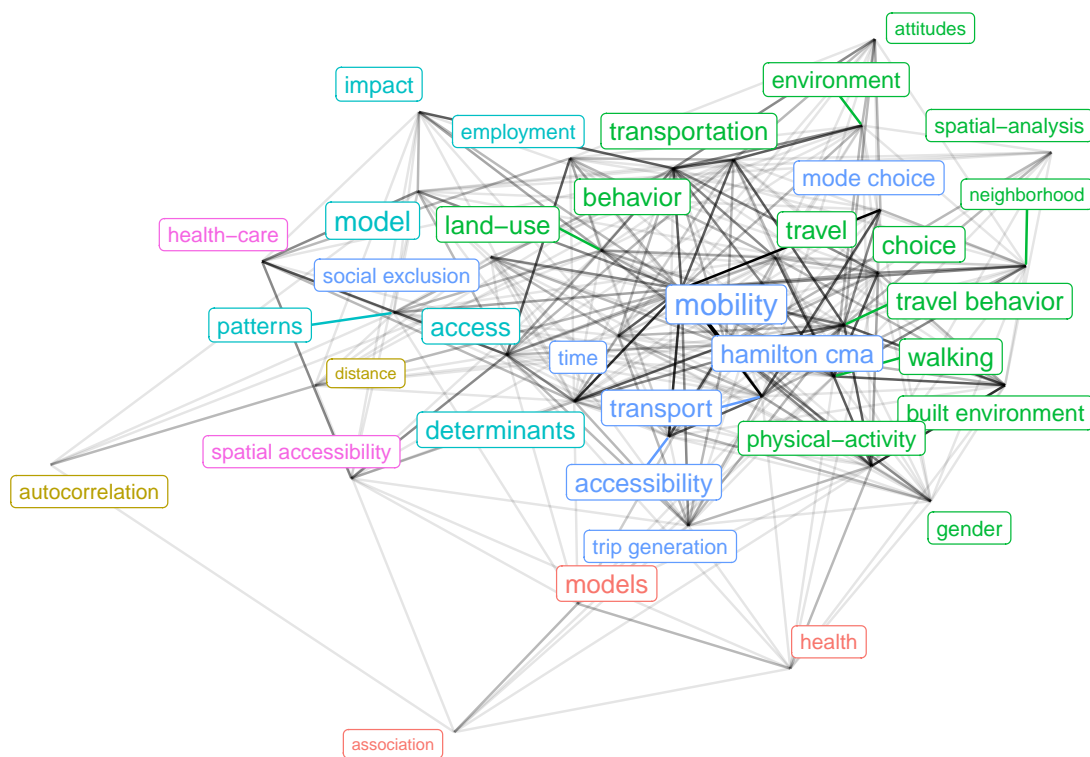 attitudes
environment
impact
employment
transportation
spatial−analysis
mode choice
behavior
neighborhood
model
land−use
travel
health−care
choice
social exclusion
mobility
travel behavior
patterns
access
hamilton cma
walking
time
distance
transport
built environment
determinants
physical−activity
spatial accessibility
accessibility
autocorrelation
gender
trip generation
models
health
association